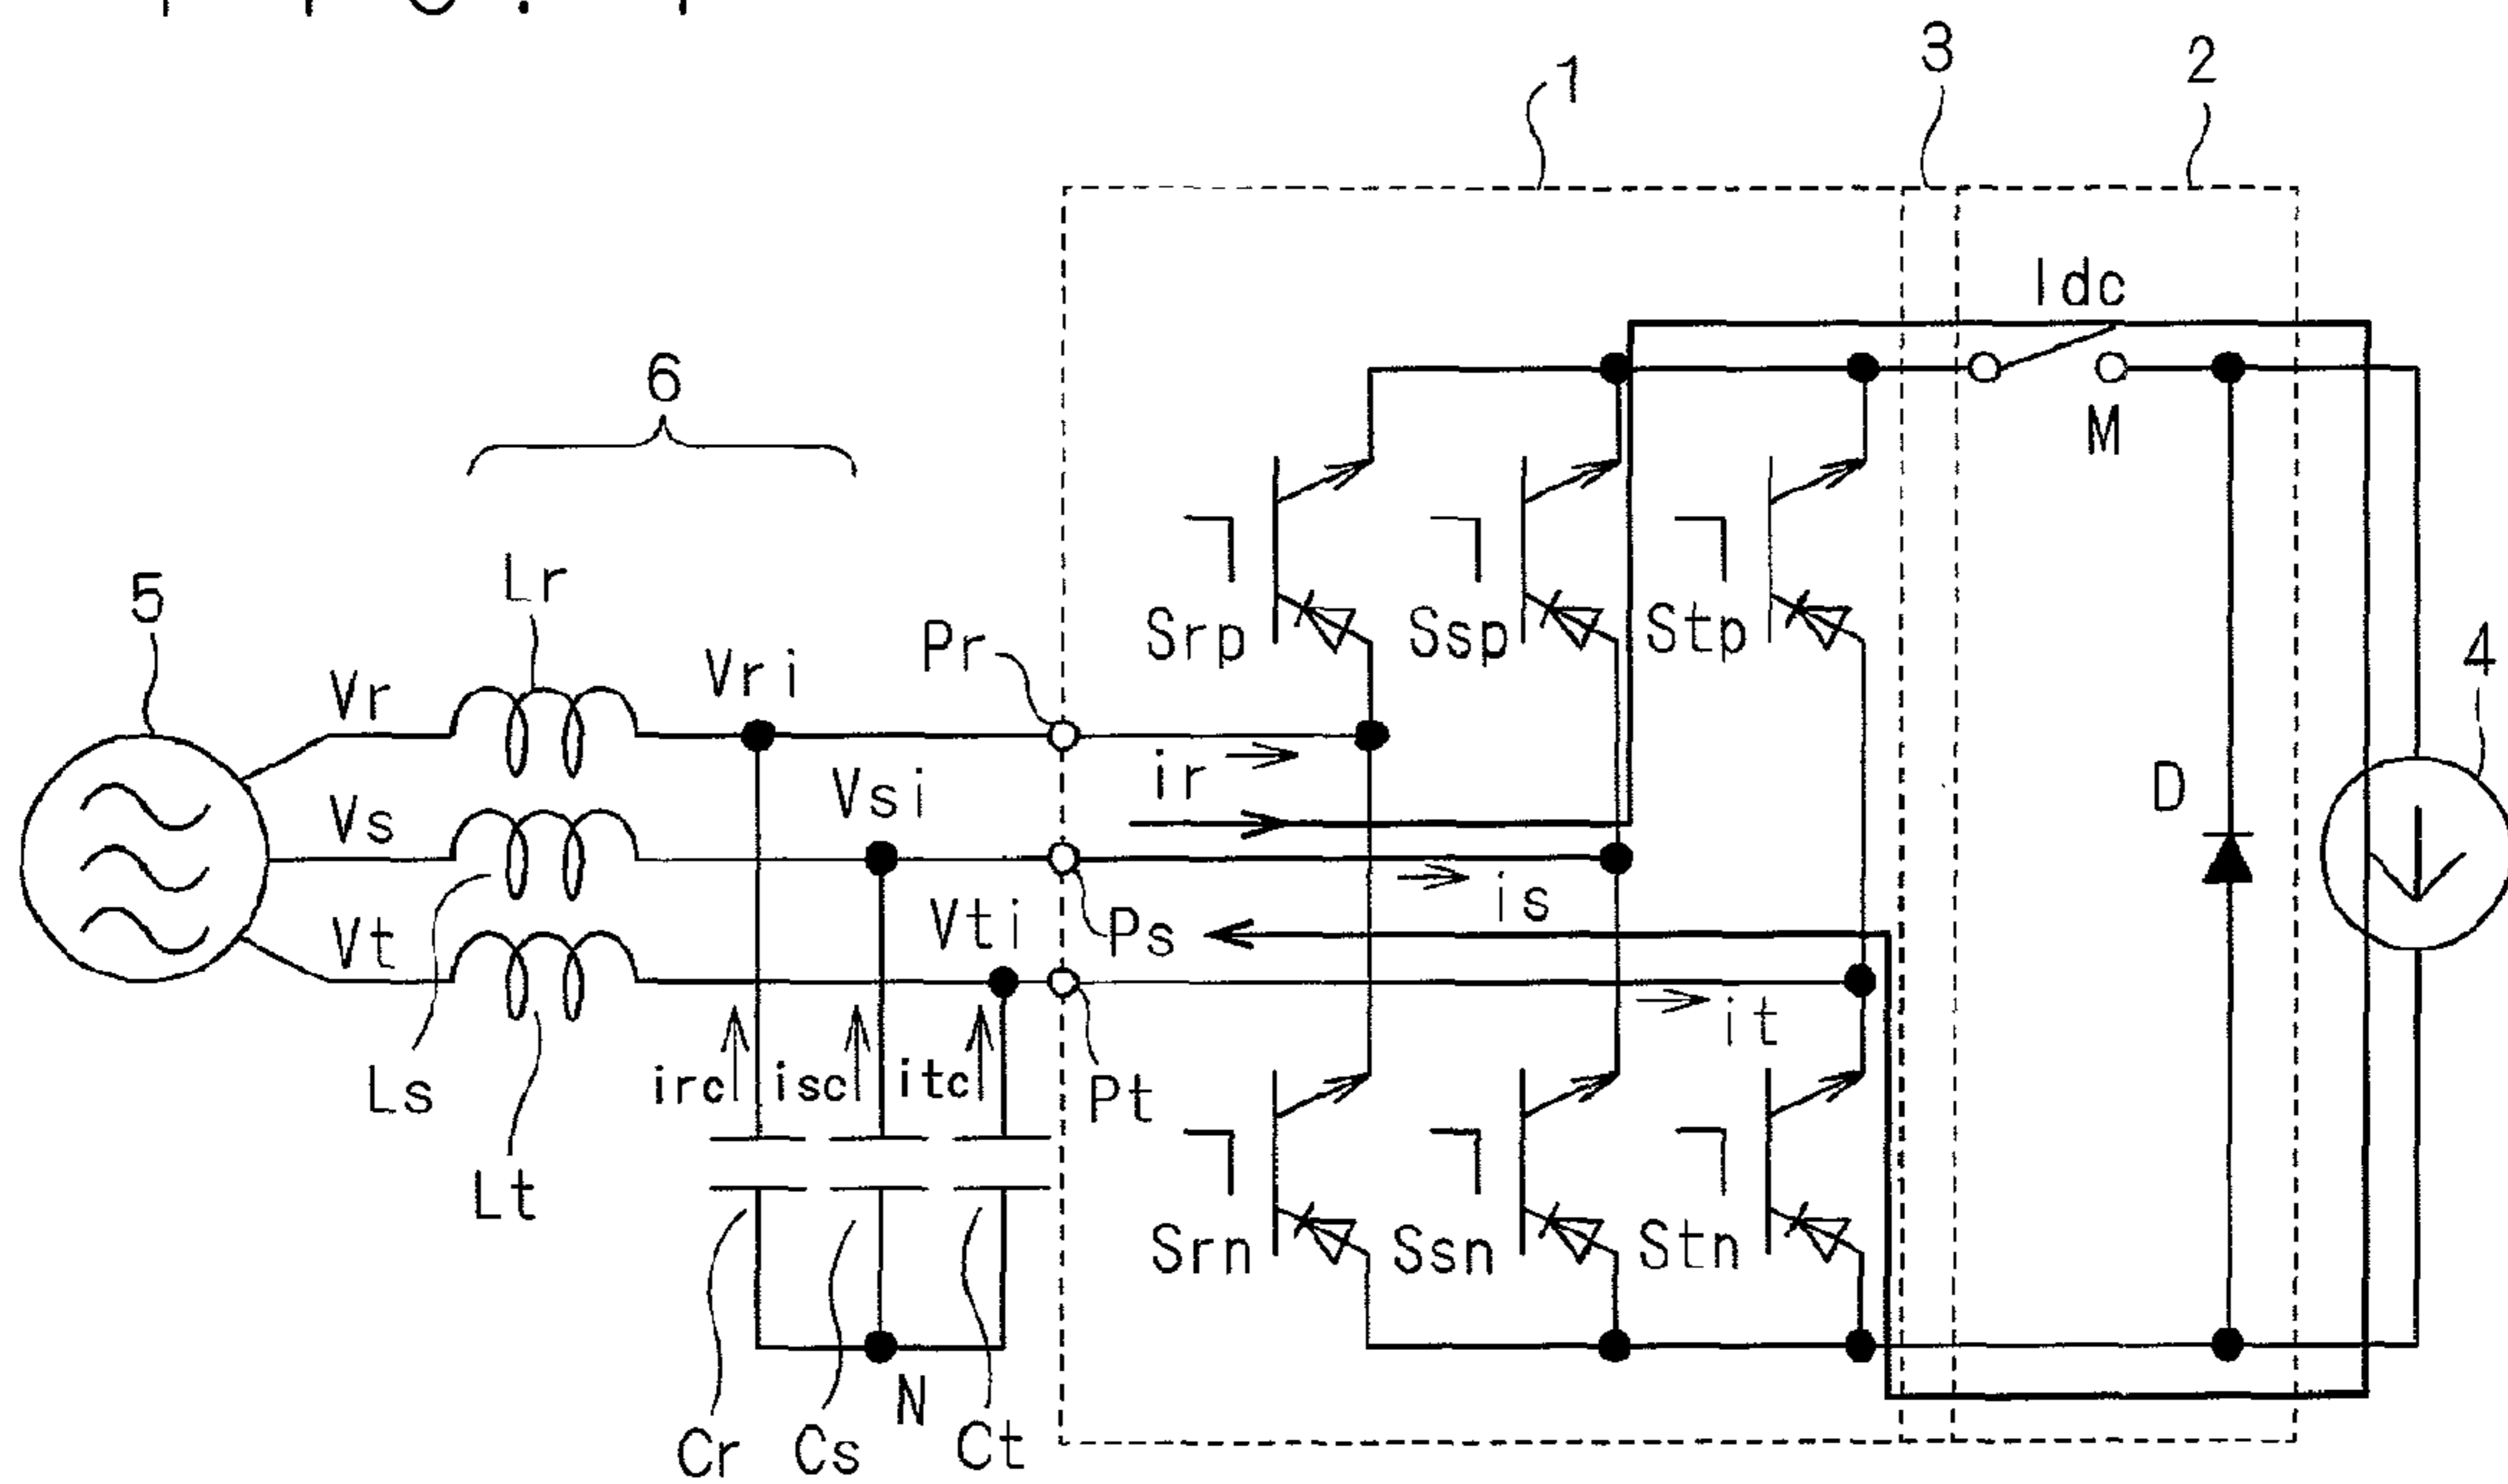 1
3
2
Idc
M
6
Lr
5
Srp
Ssp
Stp
Pr
Vr
Vri
4
ir
Vs
Vsi
D
is
Vt
Vti
Ps
it
irc
isc
itc
Ls
Pt
Lt
Srn
Ssn
Stn
N
Cr
Cs
Ct